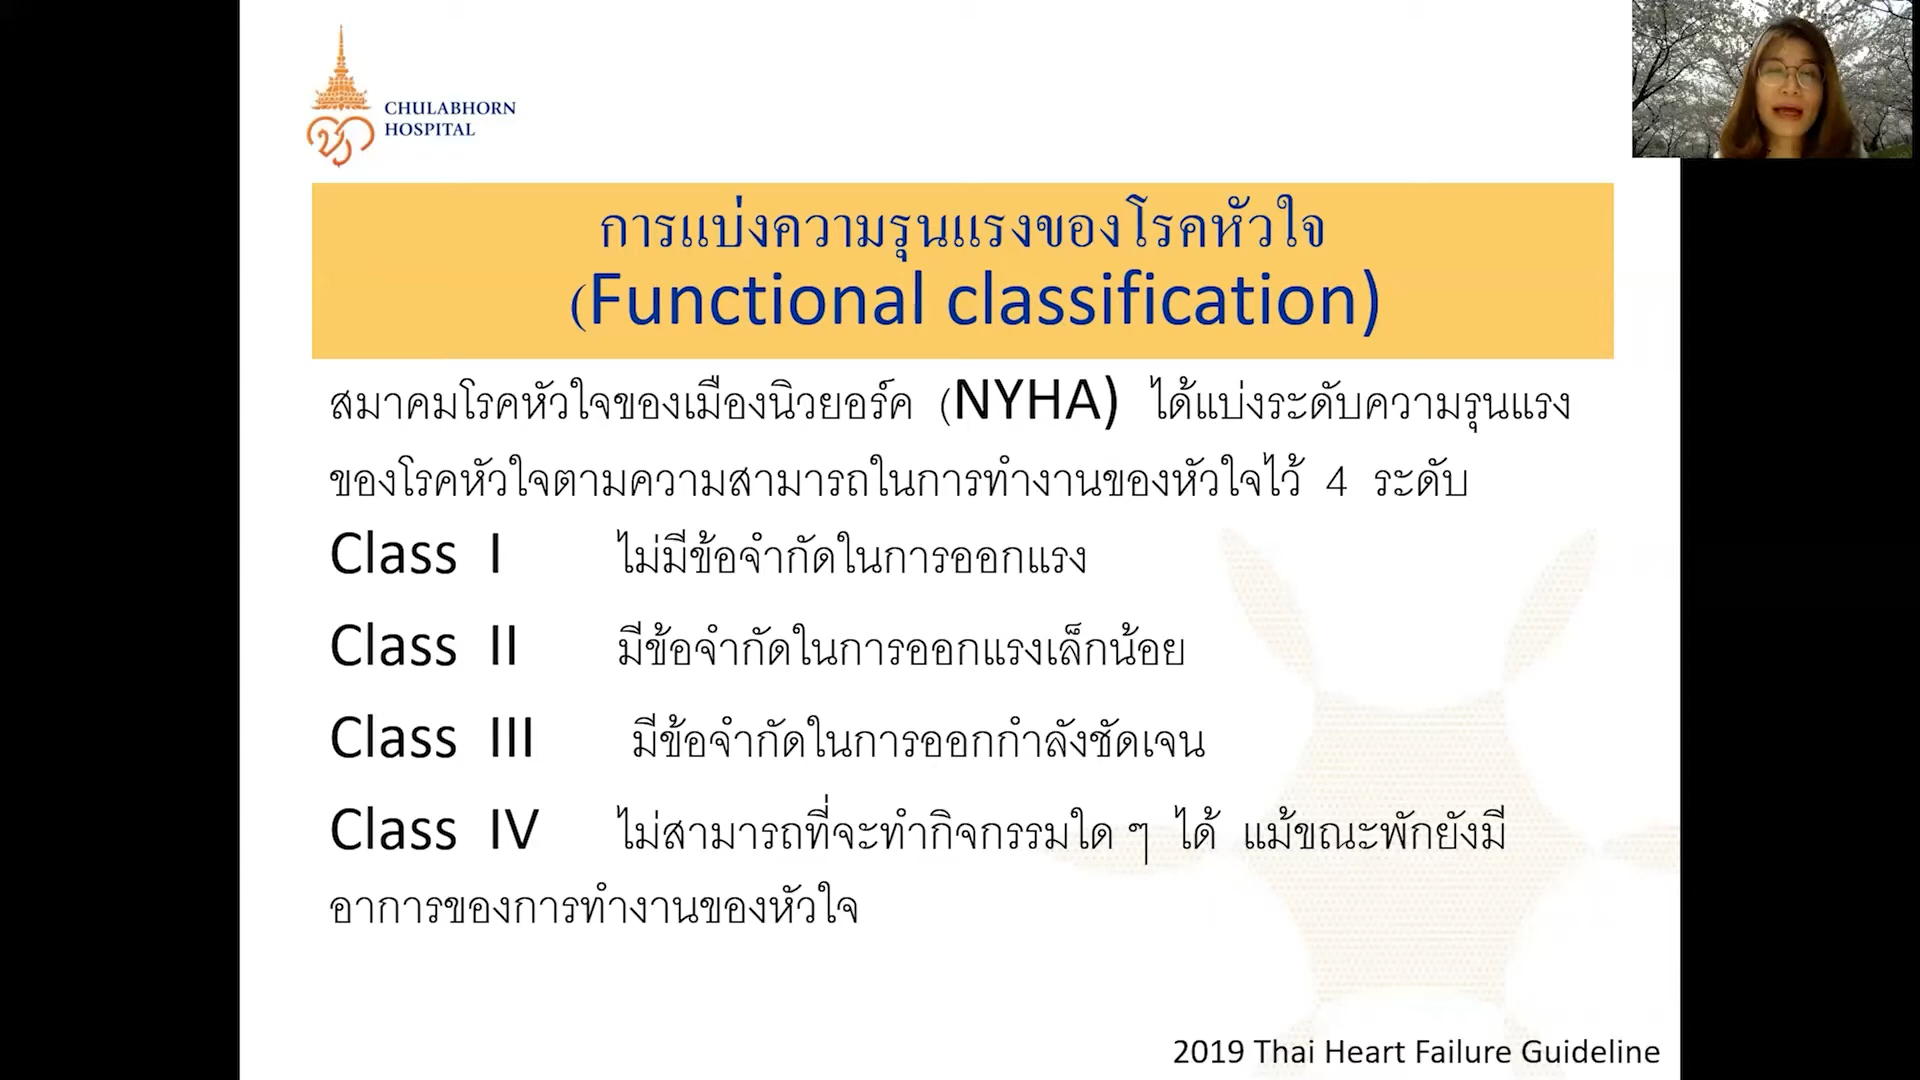 CHULABHORN
HOSPITAL
การแบ่งความรุนแรงของโรคหัวใจ
(Functional classification)
สมาคมโรคหัวใจของเมืองนิวยอร์ค (NYHA) ได้แบ่งระดับความรุนแรง
ของโรคหัวใจตามความสามารถในการทำงานของหัวใจไว้ 4 ระดับ
Class I ไม่มีข้อจำกัดในการออกแรง
Class II มีข้อจำกัดในการออกแรงเล็กน้อย
Class III มีข้อจำกัดในการออกกำลังชัดเจน
Class IV ไม่สามารถที่จะทำกิจกรรมใด ๆ ได้ แม้ขณะพักยังมี
อาการของการทำงานของหัวใจ
2019 Thai Heart Failure Guideline